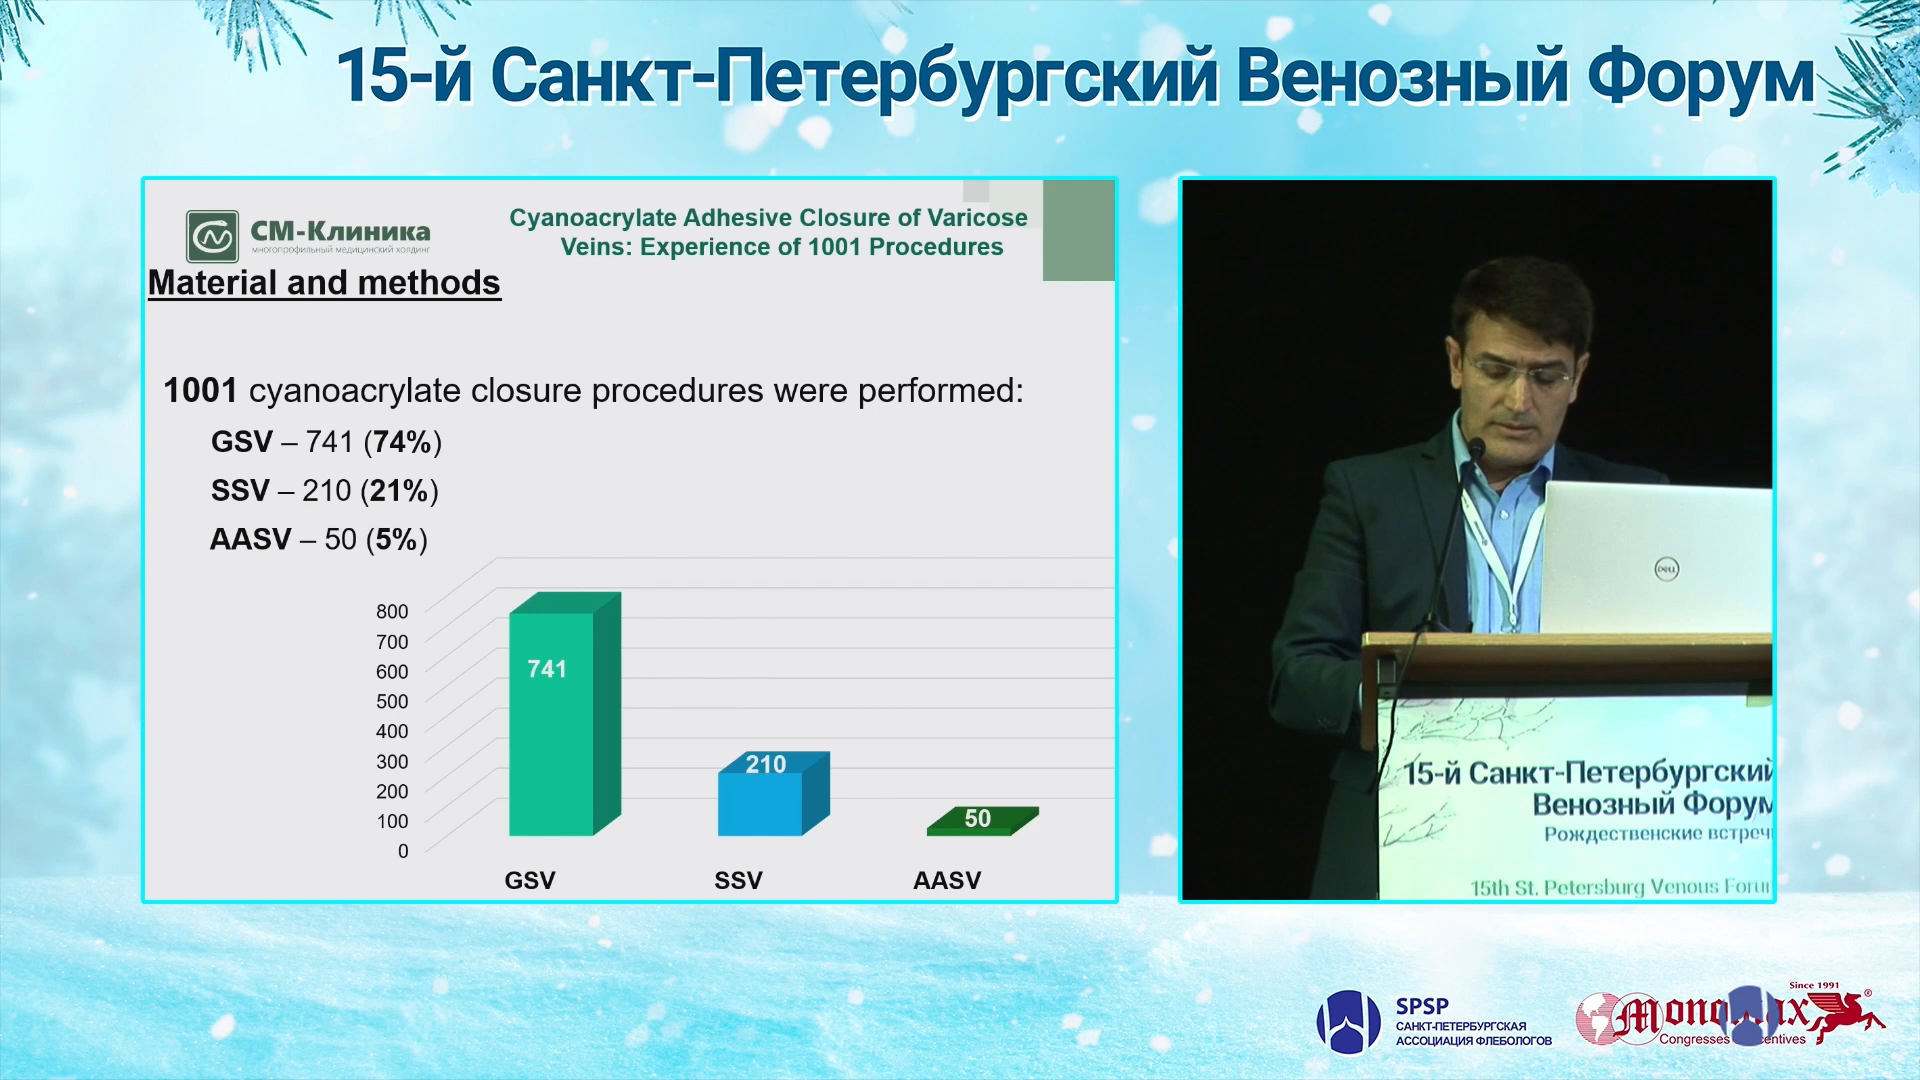 15-й Санкт-Петербургский Венозный Форум
СМ-Клиника
многопрофильный медицинский холдинг
Cyanoacrylate Adhesive Closure of Varicose
Veins: Experience of 1001 Procedures
Material and methods
1001 cyanoacrylate closure procedures were performed:
GSV – 741 (74%)
SSV – 210 (21%)
AASV – 50 (5%)
800
700
600
500
400
300
200
100
0
741
210
50
GSV
SSV
AASV
DELL
15-й Санкт-Петербургский
Венозный Форум
Рождественские встречи
15th St. Petersburg Venous Forum
SPSP
САНКТ-ПЕТЕРБУРГСКАЯ
АССОЦИАЦИЯ ФЛЕБОЛОГОВ
Since 1991
Monomax®
Congresses